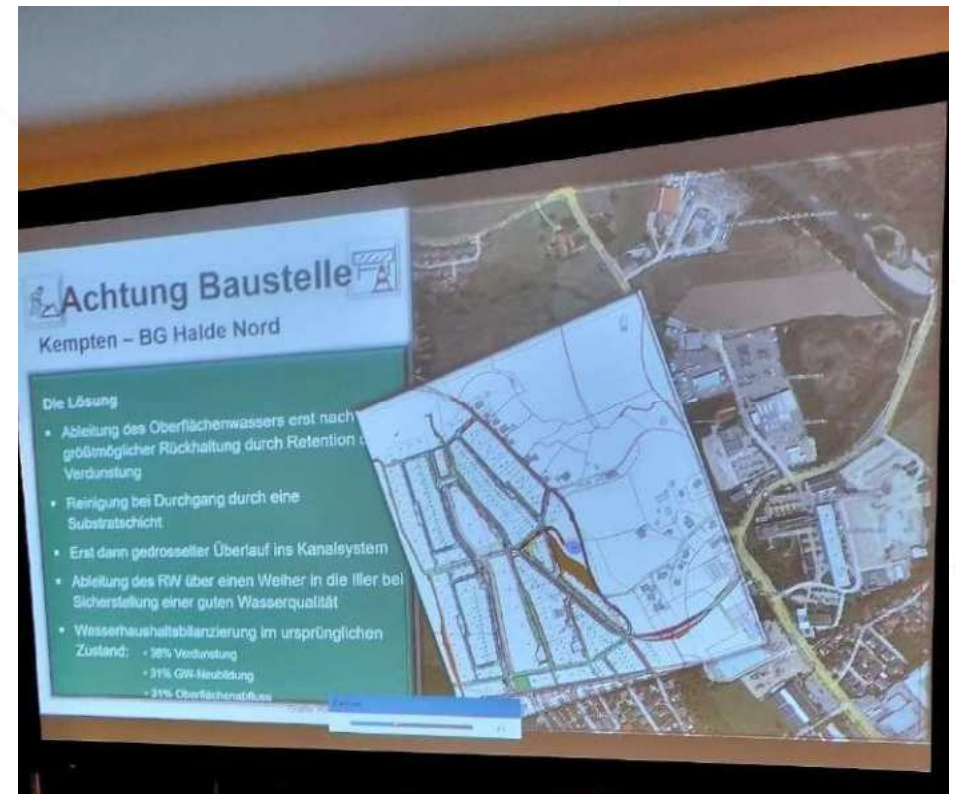 Achtung Baustelle
Kempten – BG Halde Nord
Die Lösung
• Ableitung des Oberflächenwassers erst nach
größtmöglicher Rückhaltung durch Retention
Verdunstung
• Reinigung bei Durchgang durch eine
Substratschicht
• Erst dann gedrosselter Überlauf ins Kanalsystem
• Ableitung des RW über einen Weiher in die Iller bei
Sicherstellung einer guten Wasserqualität
• Wasserhaushaltsbilanzierung im ursprünglichen
Zustand: • 38% Verdunstung
• 31% GW-Neubildung
• 31% Oberflächenabfluss